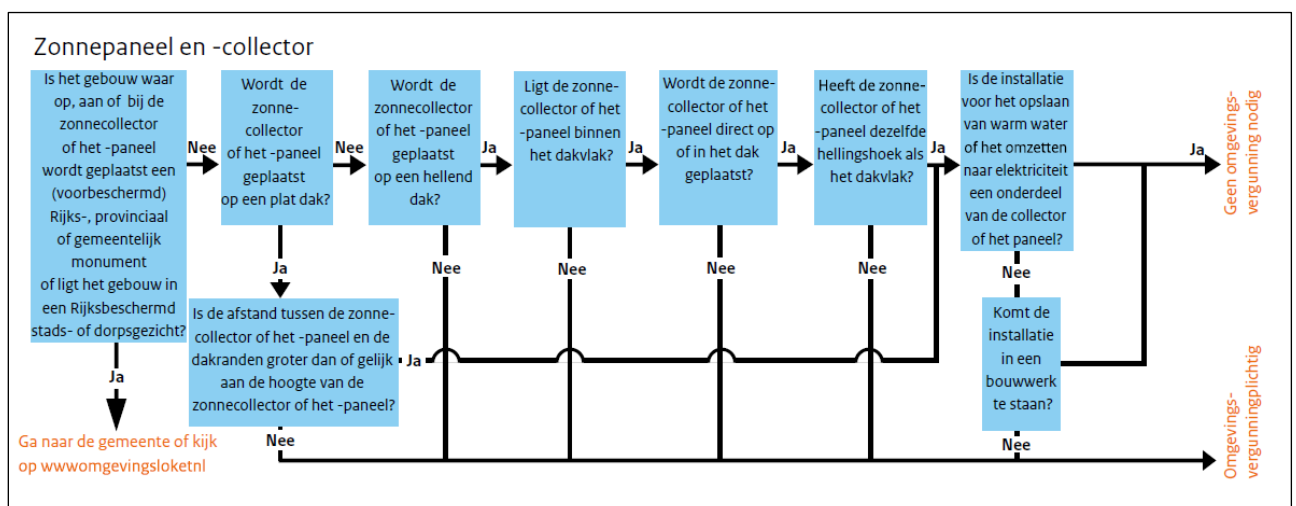 Zonnepaneel en -collector
Is het gebouw waar
op, aan of bij de
zonnecollector
of het -paneel
wordt geplaatst een
(voorbeschermd)
Rijks-, provinciaal
of gemeentelijk
monument
of ligt het gebouw in
een Rijksbeschermd
stads- of dorpsgezicht?
Nee
Wordt de
zonne-
collector
of het -paneel
geplaatst
op een plat dak?
Nee
Wordt de
zonnecollector
of het -paneel
geplaatst
op een hellend
dak?
Ja
Ligt de zonne-
collector of het
-paneel binnen
het dakvlak?
Ja
Wordt de zonne-
collector of het
-paneel direct op
of in het dak
geplaatst?
Ja
Heeft de zonne-
collector of het
-paneel dezelfde
hellingshoek als
het dakvlak?
Ja
Is de installatie
voor het opslaan
van warm water
of het omzetten
naar elektriciteit
een onderdeel
van de collector
of het paneel?
Ja
Geen omgevings-
vergunning nodig
Ja
Nee
Nee
Nee
Nee
Nee
Is de afstand tussen de zonne-
collector of het -paneel en de
dakranden groter dan of gelijk
aan de hoogte van de
zonnecollector of het -paneel?
Ja
Komt de
installatie
in een
bouwwerk
te staan?
Ja
Ga naar de gemeente of kijk
op wwwomgevingsloketnl
Nee
Nee
Omgevings-
vergunningplichtig